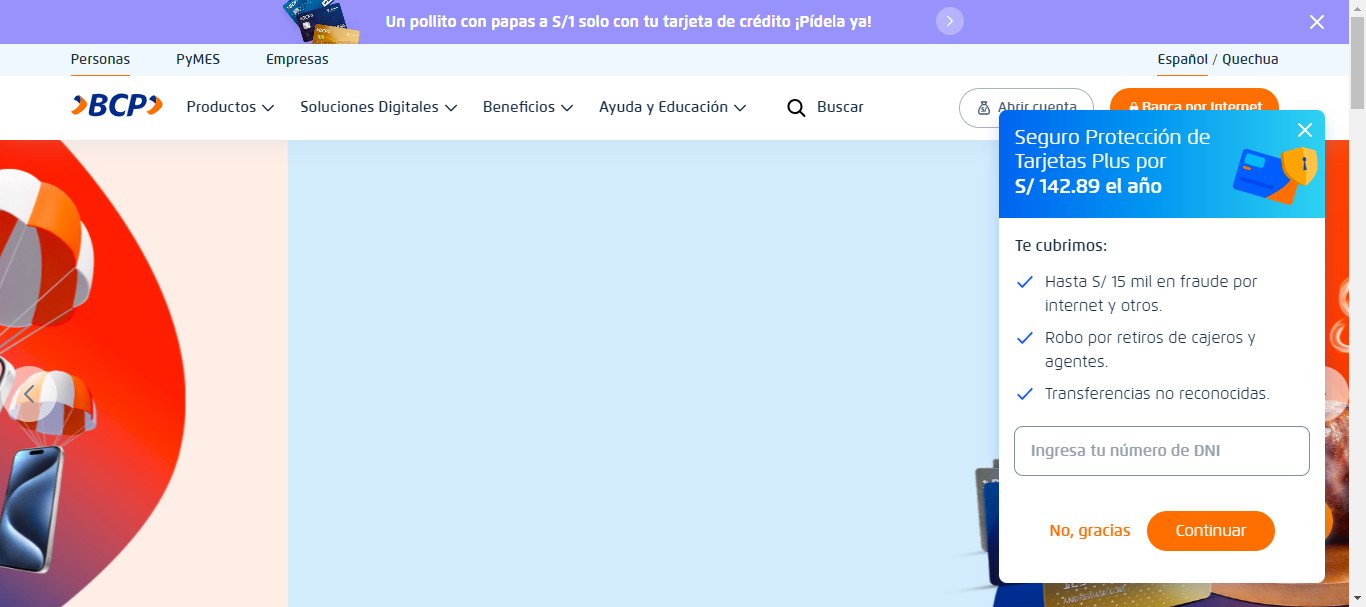 Un pollito con papas a S/1 solo con tu tarjeta de crédito ¡Pídela ya!
Personas PyMES Empresas Español / Quechua
BCP Productos Soluciones Digitales Beneficios Ayuda y Educación Buscar Abrir cuenta Banca por Internet
Seguro Protección de
Tarjetas Plus por
S/ 142.89 el año
Te cubrimos:
Hasta S/ 15 mil en fraude por
internet y otros.
Robo por retiros de cajeros y
agentes.
Transferencias no reconocidas.
Ingresa tu número de DNI
No, gracias Continuar